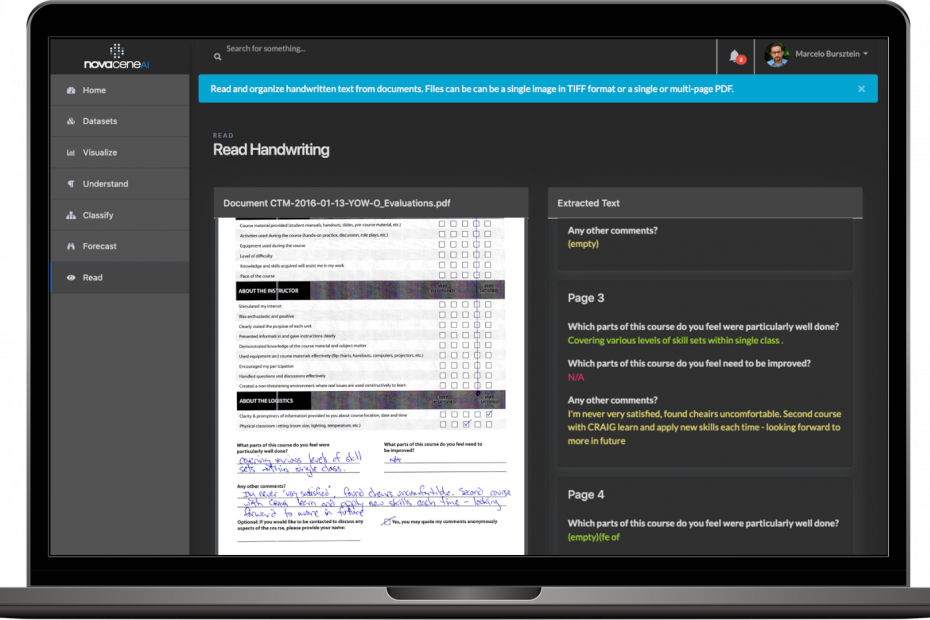 novaceneAI
Search for something...
2
Marcelo Bursztein
Home
Datasets
Visualize
Understand
Classify
Forecast
Read
Read and organize handwritten text from documents. Files can be can be a single image in TIFF format or a single or multi-page PDF.
READ
Read Handwriting
Document CTM-2016-01-13-YOW-O_Evaluations.pdf
Course material provided (student manuals, handouts, slides, pre-course material, etc.)
Activities used during the course (hands-on practice, discussion, role plays, etc.)
Equipment used during the course
Level of difficulty
Knowledge and skills acquired will assist me in my work
Pace of the course
ABOUT THE INSTRUCTOR
Stimulated my interest
Was enthusiastic and positive
Clearly stated the purpose of each unit
Presented information and gave instructions clearly
Demonstrated knowledge of the course material and subject matter
Used equipment and course materials effectively (flip charts, handouts, computers, projectors, etc.)
Encouraged my participation
Handled questions and discussions effectively
Created a non-threatening environment where real issues are used constructively to learn
ABOUT THE LOGISTICS
Clarity & promptness of information provided to you about course location, date and time
Physical classroom setting (room size, lighting, temperature, etc.)
What parts of this course do you feel were
particularly well done?
covering various levels of skill
sets within single class.
What parts of this course do you feel need to
be improved?
N/A
Any other comments?
I'm never "very satisfied", found chairs uncomfortable. Second course
with Craig learn and apply new skills each time - looking
forward to more in future
Optional: If you would like to be contacted to discuss any
aspects of the course, please provide your name:
Yes, you may quote my comments anonymously
Extracted Text
Any other comments?
(empty)
Page 3
Which parts of this course do you feel were particularly well done?
Covering various levels of skill sets within single class .
Which parts of this course do you feel need to be improved?
N/A
Any other comments?
I'm never very satisfied, found cheairs uncomfortable. Second course
with CRAIG learn and apply new skills each time - looking forward to
more in future
Page 4
Which parts of this course do you feel were particularly well done?
(empty)(fe of